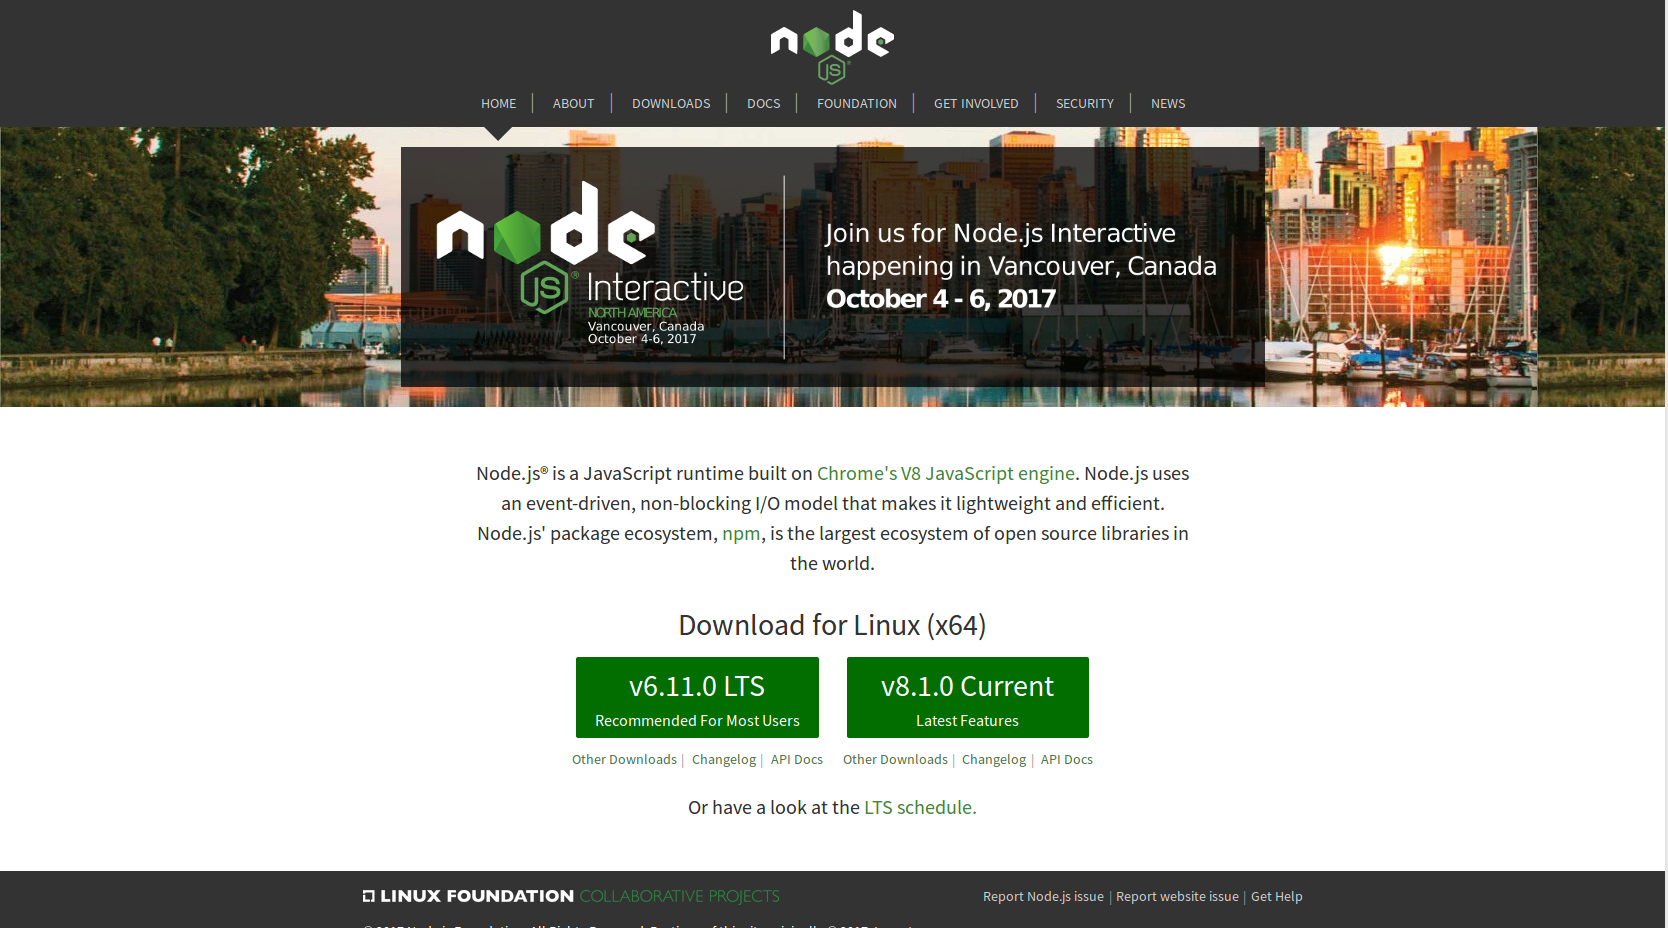 node
JS
HOME
ABOUT
DOWNLOADS
DOCS
FOUNDATION
GET INVOLVED
SECURITY
NEWS
node
JS® Interactive
NORTH AMERICA
Vancouver, Canada
October 4-6, 2017
Join us for Node.js Interactive
happening in Vancouver, Canada
October 4 - 6, 2017
Node.js® is a JavaScript runtime built on Chrome's V8 JavaScript engine. Node.js uses
an event-driven, non-blocking I/O model that makes it lightweight and efficient.
Node.js' package ecosystem, npm, is the largest ecosystem of open source libraries in
the world.
Download for Linux (x64)
v6.11.0 LTS
Recommended For Most Users
v8.1.0 Current
Latest Features
Other Downloads | Changelog | API Docs
Other Downloads | Changelog | API Docs
Or have a look at the LTS schedule.
LINUX FOUNDATION COLLABORATIVE PROJECTS
Report Node.js issue | Report website issue | Get Help